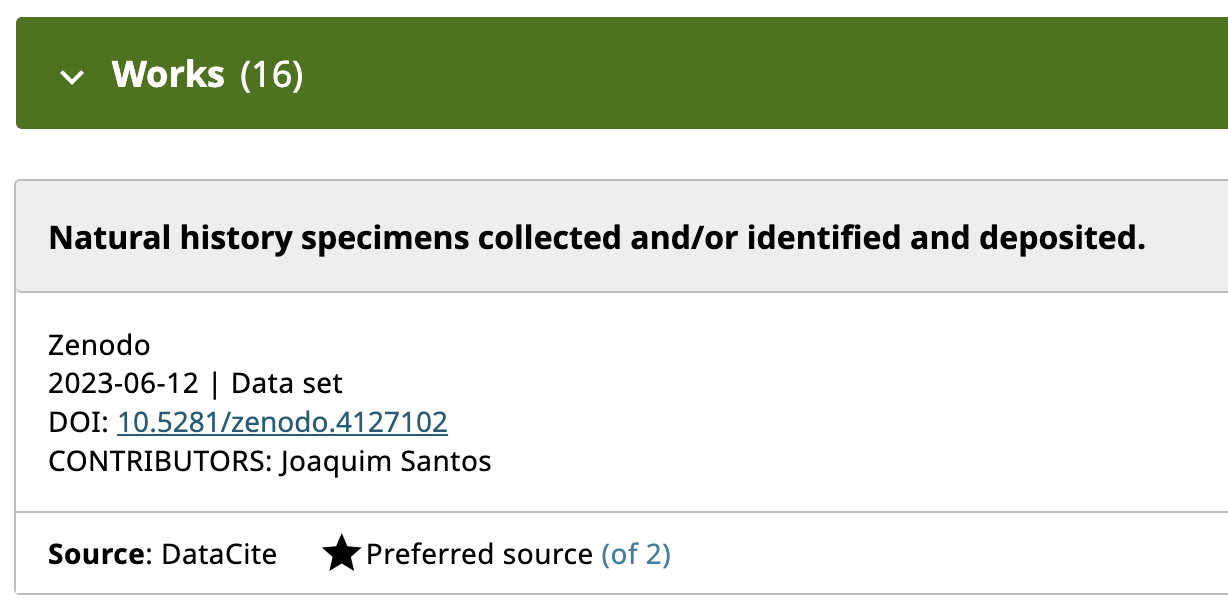 Works (16)
Natural history specimens collected and/or identified and deposited.
Zenodo
2023-06-12 | Data set
DOI: 10.5281/zenodo.4127102
CONTRIBUTORS: Joaquim Santos
Source: DataCite ★ Preferred source (of 2)